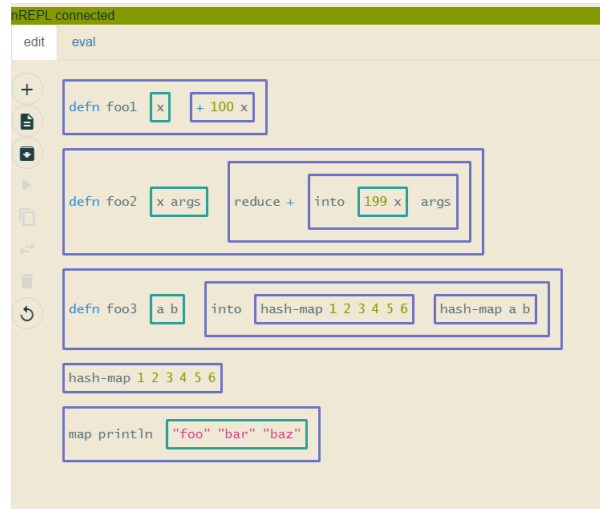 nREPL connected
edit eval
defn foo1 x + 100 x
defn foo2 x args reduce + into 199 x args
defn foo3 a b into hash-map 1 2 3 4 5 6 hash-map a b
hash-map 1 2 3 4 5 6
map println "foo" "bar" "baz"